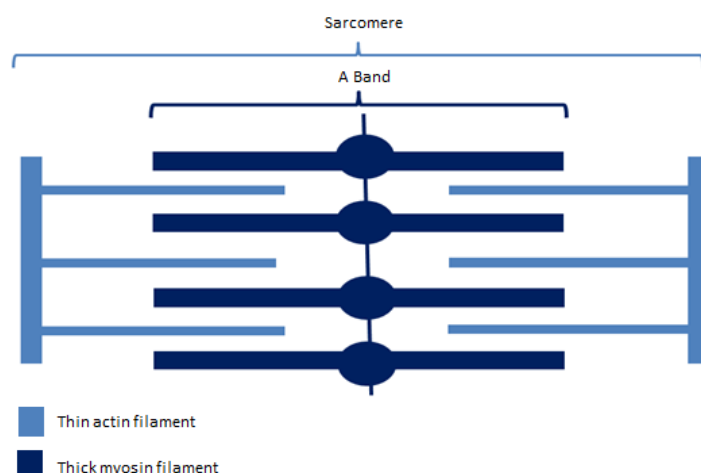 Sarcomere
A Band
Thin actin filament
Thick myosin filament